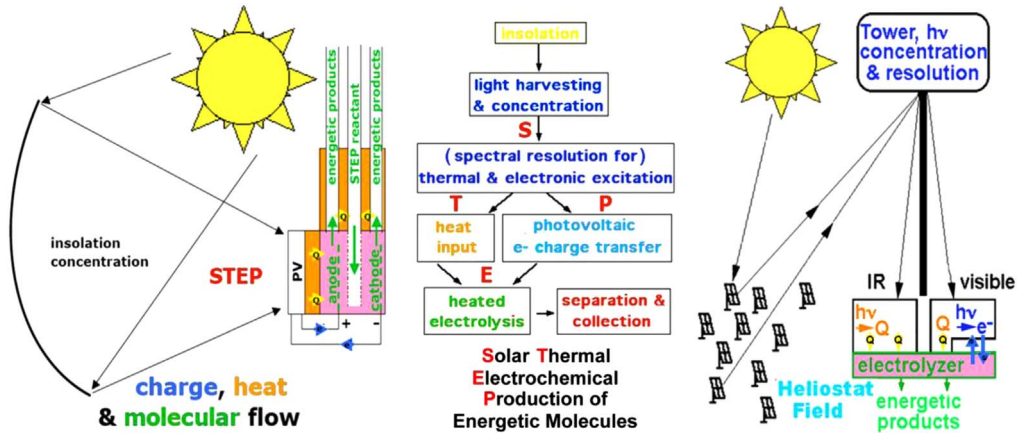 energetic products
STEP reactant
energetic products
Q
Q
Q
Q
insolation
concentration
STEP
PV
anode
cathode
+ -
charge, heat
& molecular flow
insolation
light harvesting
& concentration
S
(spectral resolution for)
thermal & electronic excitation
T P
heat
input
photovoltaic
e- charge transfer
E
heated
electrolysis
separation &
collection
Solar Thermal
Electrochemical
Production of
Energetic Molecules
Tower, hν
concentration
& resolution
IR visible
hν
Q
Q Q
hν
Q e-
Q
electrolyzer
Heliostat
Field
energetic
products